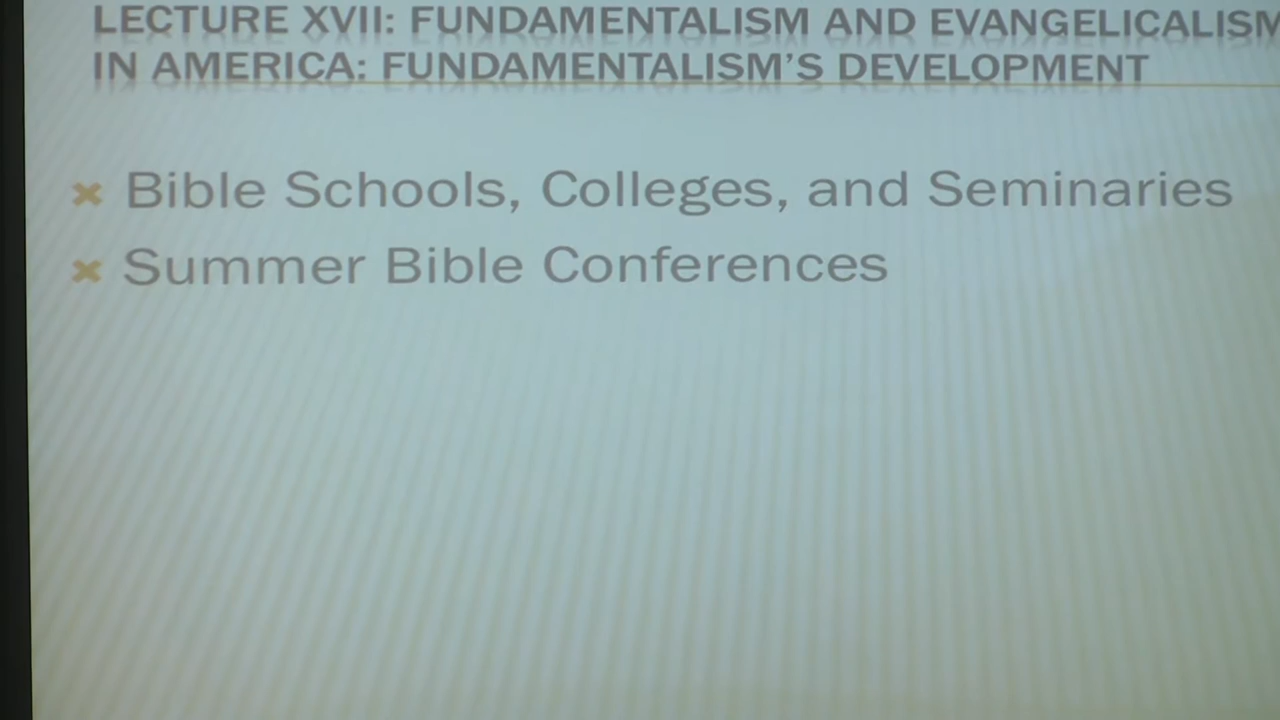 LECTURE XVII: FUNDAMENTALISM AND EVANGELICALISM
IN AMERICA: FUNDAMENTALISM'S DEVELOPMENT
Bible Schools, Colleges, and Seminaries
Summer Bible Conferences